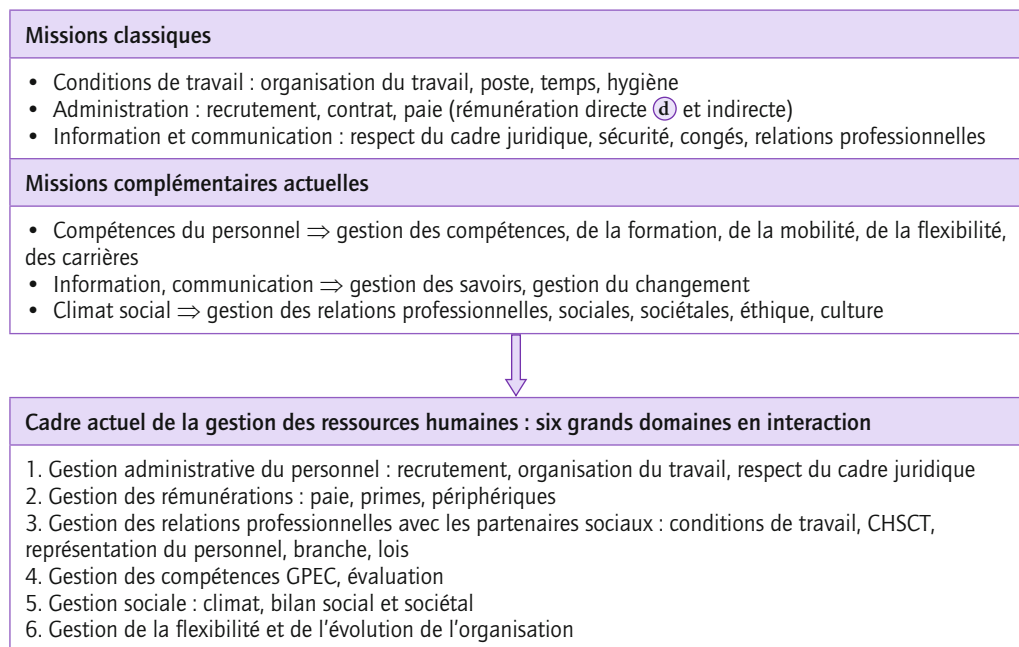 Missions classiques
• Conditions de travail : organisation du travail, poste, temps, hygiène
• Administration : recrutement, contrat, paie (rémunération directe d et indirecte)
• Information et communication : respect du cadre juridique, sécurité, congés, relations professionnelles
Missions complémentaires actuelles
• Compétences du personnel ⇒ gestion des compétences, de la formation, de la mobilité, de la flexibilité,
des carrières
• Information, communication ⇒ gestion des savoirs, gestion du changement
• Climat social ⇒ gestion des relations professionnelles, sociales, sociétales, éthique, culture
Cadre actuel de la gestion des ressources humaines : six grands domaines en interaction
1. Gestion administrative du personnel : recrutement, organisation du travail, respect du cadre juridique
2. Gestion des rémunérations : paie, primes, périphériques
3. Gestion des relations professionnelles avec les partenaires sociaux : conditions de travail, CHSCT,
représentation du personnel, branche, lois
4. Gestion des compétences GPEC, évaluation
5. Gestion sociale : climat, bilan social et sociétal
6. Gestion de la flexibilité et de l'évolution de l'organisation